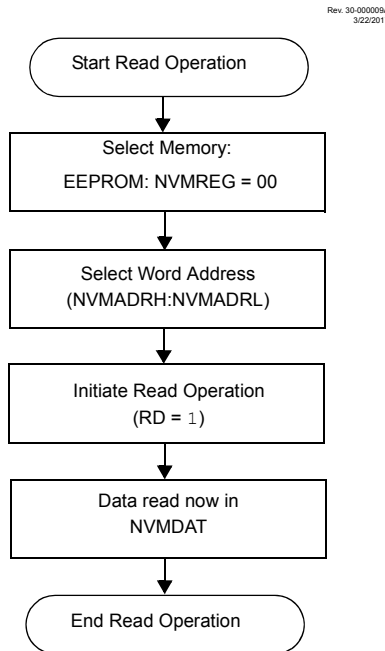 Rev. 30-000009
3/22/201
Start Read Operation
Select Memory:
EEPROM: NVMREG = 00
Select Word Address
(NVMADRH:NVMADRL)
Initiate Read Operation
(RD = 1)
Data read now in
NVMDAT
End Read Operation